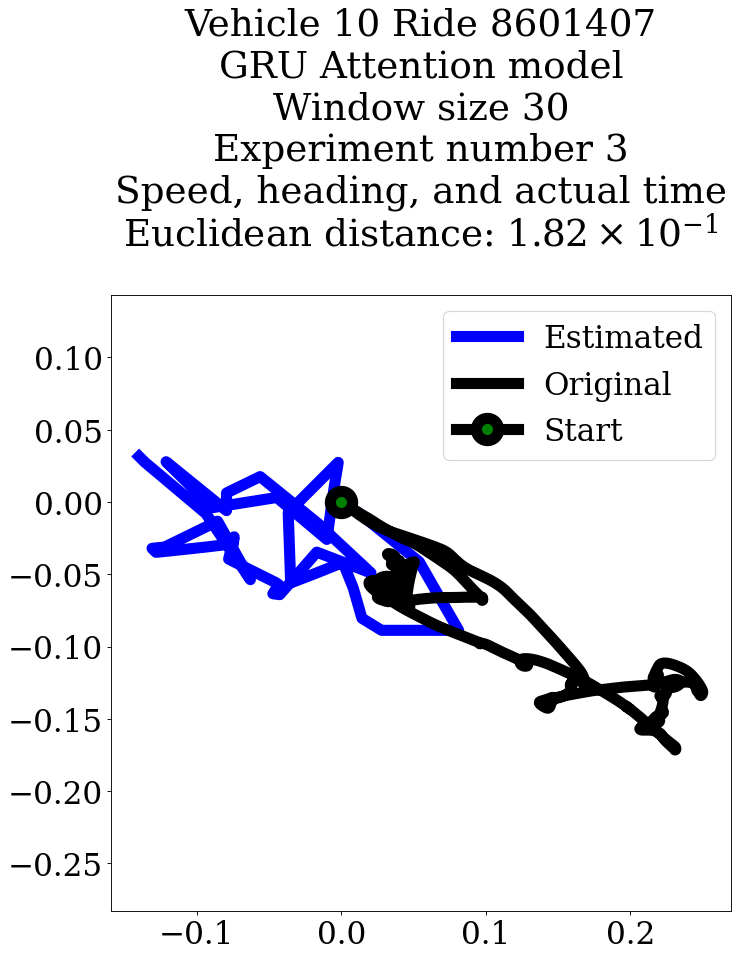 Vehicle 10 Ride 8601407
GRU Attention model
Window size 30
Experiment number 3
Speed, heading, and actual time
Euclidean distance: 1.82 × 10⁻¹
Estimated
Original
Start
0.10
0.05
0.00
−0.05
−0.10
−0.15
−0.20
−0.25
−0.1
0.0
0.1
0.2